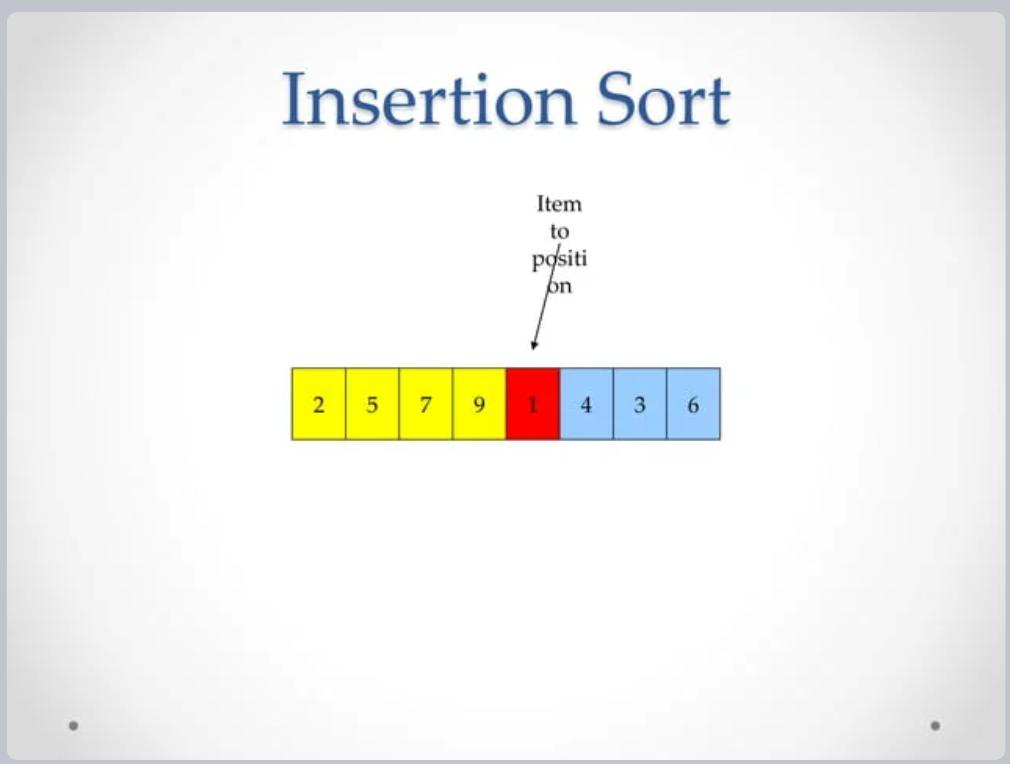 Insertion Sort
Item
to
positi
on
2 5 7 9 1 4 3 6